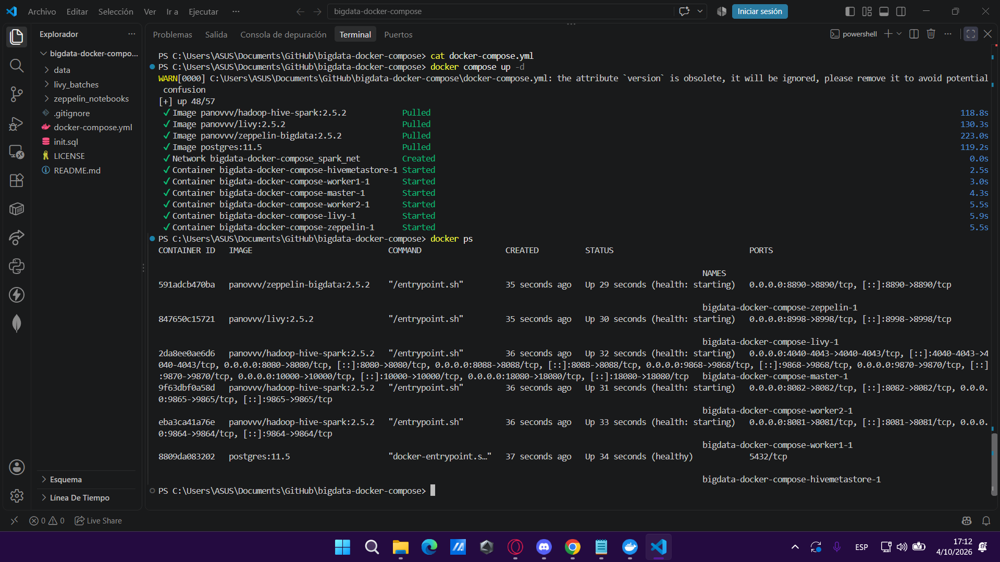 Archivo Editar Selección Ver Ir a Ejecutar ··· bigdata-docker-compose Iniciar sesión
Explorador ···
bigdata-docker-compo...
data
livy_batches
zeppelin_notebooks
.gitignore
docker-compose.yml
init.sql
LICENSE
README.md
Esquema
Línea De Tiempo
Problemas Salida Consola de depuración Terminal Puertos powershell ···
PS C:\Users\ASUS\Documents\GitHub\bigdata-docker-compose> cat docker-compose.yml
PS C:\Users\ASUS\Documents\GitHub\bigdata-docker-compose> docker compose up -d
WARN[0000] C:\Users\ASUS\Documents\GitHub\bigdata-docker-compose\docker-compose.yml: the attribute `version` is obsolete, it will be ignored, please remove it to avoid potential
confusion
[+] up 48/57
✓ Image panovvv/hadoop-hive-spark:2.5.2 Pulled 118.8s
✓ Image panovvv/livy:2.5.2 Pulled 130.3s
✓ Image panovvv/zeppelin-bigdata:2.5.2 Pulled 223.0s
✓ Image postgres:11.5 Pulled 119.2s
✓ Network bigdata-docker-compose_spark_net Created 0.0s
✓ Container bigdata-docker-compose-hivemetastore-1 Started 2.5s
✓ Container bigdata-docker-compose-worker1-1 Started 3.0s
✓ Container bigdata-docker-compose-master-1 Started 4.3s
✓ Container bigdata-docker-compose-worker2-1 Started 5.5s
✓ Container bigdata-docker-compose-livy-1 Started 5.9s
✓ Container bigdata-docker-compose-zeppelin-1 Started 5.5s
PS C:\Users\ASUS\Documents\GitHub\bigdata-docker-compose> docker ps
CONTAINER ID IMAGE COMMAND CREATED STATUS PORTS
NAMES
591adcb470ba panovvv/zeppelin-bigdata:2.5.2 "/entrypoint.sh" 35 seconds ago Up 29 seconds (health: starting) 0.0.0.0:8890->8890/tcp, [::]:8890->8890/tcp
bigdata-docker-compose-zeppelin-1
847650c15721 panovvv/livy:2.5.2 "/entrypoint.sh" 35 seconds ago Up 30 seconds (health: starting) 0.0.0.0:8998->8998/tcp, [::]:8998->8998/tcp
bigdata-docker-compose-livy-1
2da8ee0ae6d6 panovvv/hadoop-hive-spark:2.5.2 "/entrypoint.sh" 36 seconds ago Up 32 seconds (health: starting) 0.0.0.0:4040-4043->4040-4043/tcp, [::]:4040-4043->4
040-4043/tcp, 0.0.0.0:8080->8080/tcp, [::]:8080->8080/tcp, 0.0.0.0:8088->8088/tcp, [::]:8088->8088/tcp, 0.0.0.0:9868->9868/tcp, [::]:9868->9868/tcp, 0.0.0.0:9870->9870/tcp, [::]
:9870->9870/tcp, 0.0.0.0:10000->10000/tcp, [::]:10000->10000/tcp, 0.0.0.0:18080->18080/tcp, [::]:18080->18080/tcp bigdata-docker-compose-master-1
9f63dbf0a58d panovvv/hadoop-hive-spark:2.5.2 "/entrypoint.sh" 36 seconds ago Up 31 seconds (health: starting) 0.0.0.0:8082->8082/tcp, [::]:8082->8082/tcp, 0.0.0.
0:9865->9865/tcp, [::]:9865->9865/tcp
bigdata-docker-compose-worker2-1
eba3ca41a76e panovvv/hadoop-hive-spark:2.5.2 "/entrypoint.sh" 36 seconds ago Up 33 seconds (health: starting) 0.0.0.0:8081->8081/tcp, [::]:8081->8081/tcp, 0.0.0.
0:9864->9864/tcp, [::]:9864->9864/tcp
bigdata-docker-compose-worker1-1
8809da083202 postgres:11.5 "docker-entrypoint.s…" 37 seconds ago Up 34 seconds (healthy) 5432/tcp
bigdata-docker-compose-hivemetastore-1
PS C:\Users\ASUS\Documents\GitHub\bigdata-docker-compose>
0 0 Live Share
ESP 17:12
4/10/2026